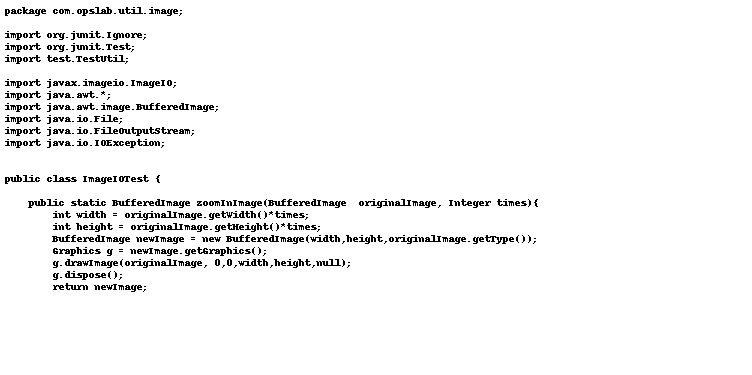 package com.opslab.util.image;

import org.junit.Ignore;
import org.junit.Test;
import test.TestUtil;

import javax.imageio.ImageIO;
import java.awt.*;
import java.awt.image.BufferedImage;
import java.io.File;
import java.io.FileOutputStream;
import java.io.IOException;


public class ImageIOTest {

    public static BufferedImage zoomInImage(BufferedImage  originalImage, Integer times){
        int width = originalImage.getWidth()*times;
        int height = originalImage.getHeight()*times;
        BufferedImage newImage = new BufferedImage(width,height,originalImage.getType());
        Graphics g = newImage.getGraphics();
        g.drawImage(originalImage, 0,0,width,height,null);
        g.dispose();
        return newImage;